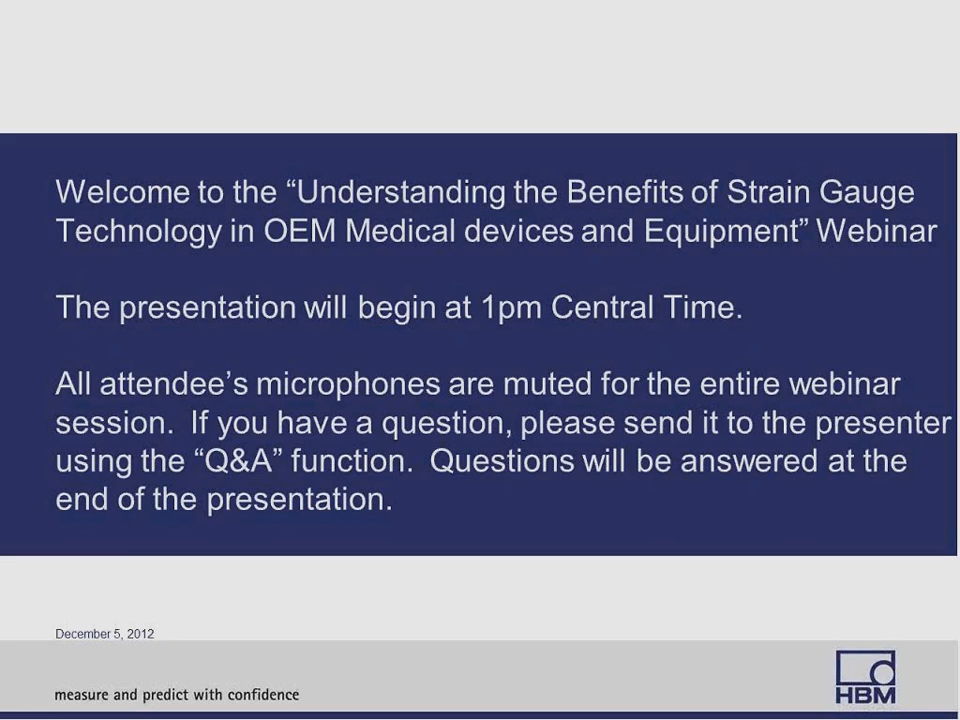 Welcome to the “Understanding the Benefits of Strain Gauge
Technology in OEM Medical devices and Equipment” Webinar
The presentation will begin at 1pm Central Time.
All attendee’s microphones are muted for the entire webinar
session.  If you have a question, please send it to the presenter
using the “Q&A” function.  Questions will be answered at the
end of the presentation.
December 5, 2012
measure and predict with confidence
HBM